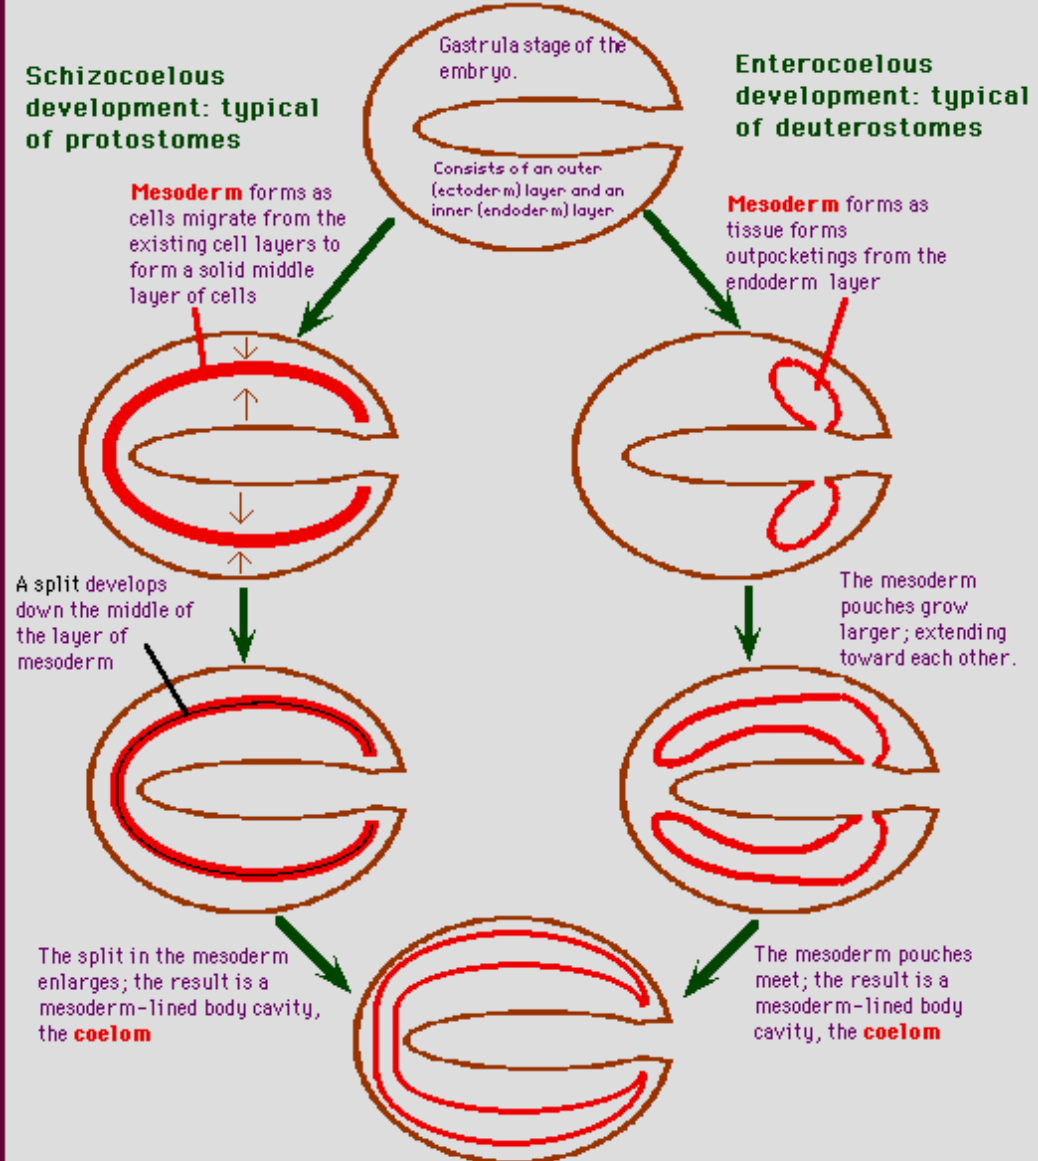 Gastrula stage of the
embryo.
Schizocoelous
development: typical
of protostomes
Enterocoelous
development: typical
of deuterostomes
Consists of an outer
(ectoderm) layer and an
inner (endoderm) layer
Mesoderm forms as
cells migrate from the
existing cell layers to
form a solid middle
layer of cells
Mesoderm forms as
tissue forms
outpocketings from the
endoderm layer
A split develops
down the middle of
the layer of
mesoderm
The mesoderm
pouches grow
larger; extending
toward each other.
The split in the mesoderm
enlarges; the result is a
mesoderm-lined body cavity,
the coelom
The mesoderm pouches
meet; the result is a
mesoderm-lined body
cavity, the coelom